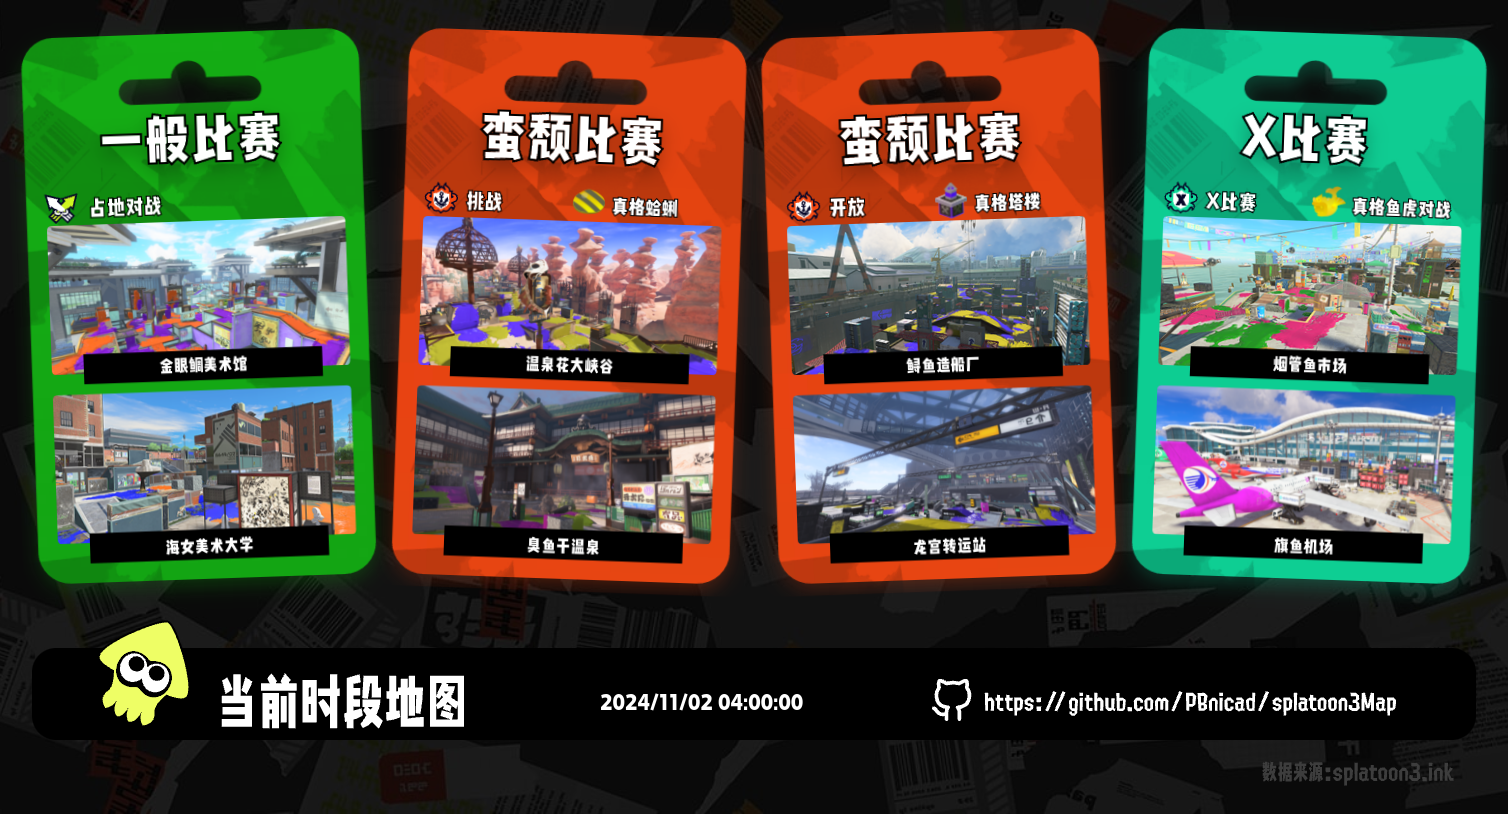 一般比赛
占地对战
金眼鲷美术馆
海女美术大学
蛮颓比赛
挑战
真格蛤蜊
温泉花大峡谷
臭鱼干温泉
蛮颓比赛
开放
真格塔楼
鲟鱼造船厂
龙宫转运站
X比赛
X比赛
真格鱼虎对战
烟管鱼市场
旗鱼机场
当前时段地图
2024/11/02 04:00:00
https://github.com/PBnicad/splatoon3Map
数据来源:splatoon3.ink